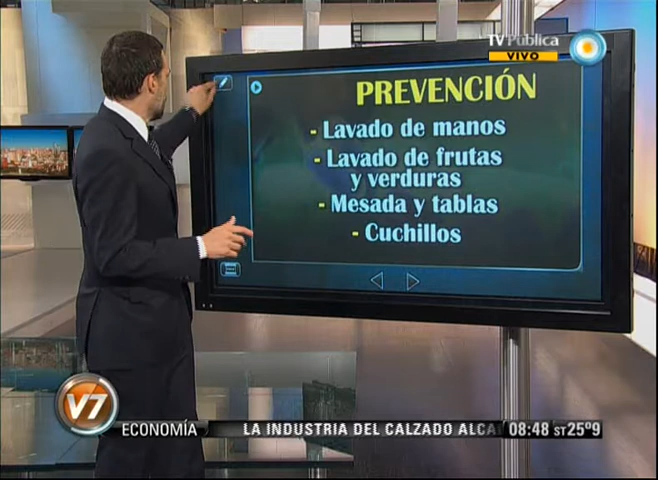 TV Pública
VIVO
PREVENCIÓN
- Lavado de manos
- Lavado de frutas
y verduras
- Mesada y tablas
- Cuchillos
V7
ECONOMÍA LA INDUSTRIA DEL CALZADO ALCA 08:48 ST 25º9